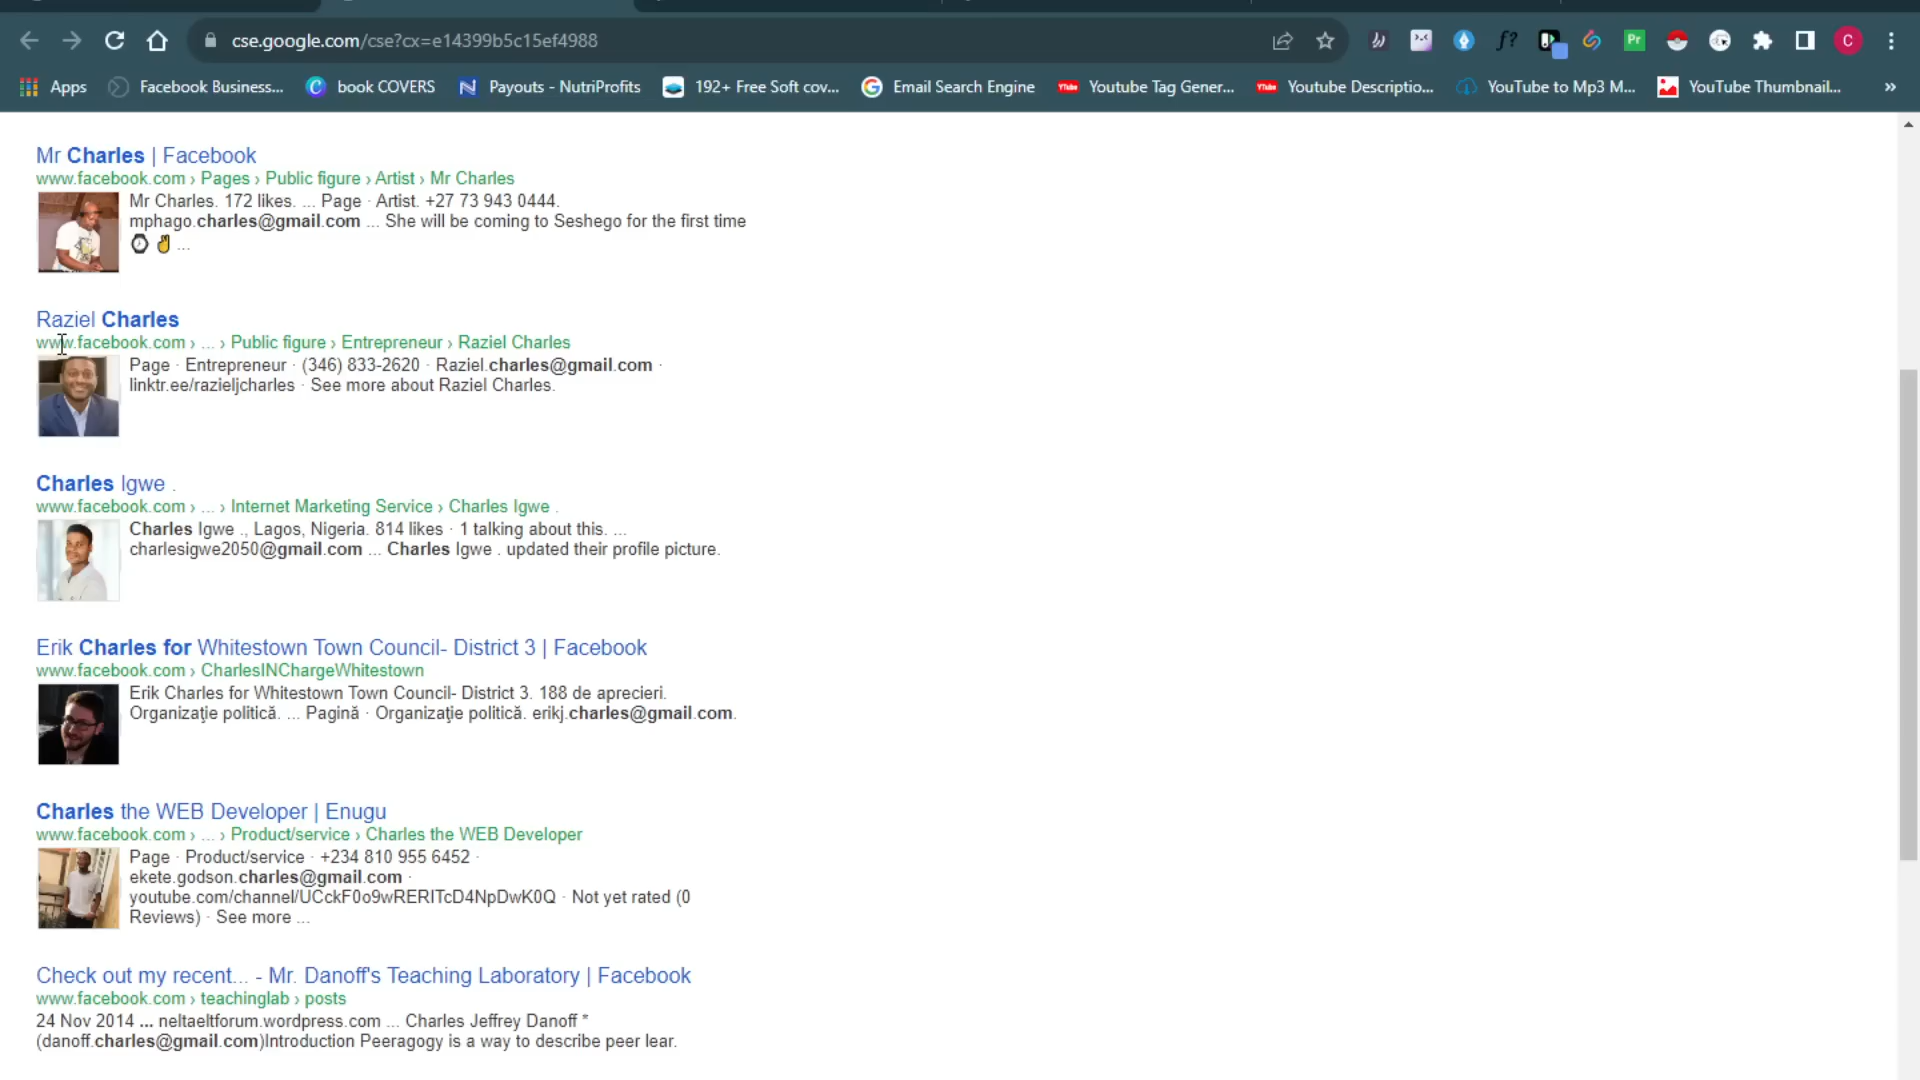 cse.google.com/cse?cx=e14399b5c15ef4988
f?
Pr
C
Apps
Facebook Business...
book COVERS
Payouts - NutriProfits
192+ Free Soft cov...
Email Search Engine
Youtube Tag Gener...
Youtube Descriptio...
YouTube to Mp3 M...
YouTube Thumbnail...
»
Mr Charles | Facebook
www.facebook.com › Pages › Public figure › Artist › Mr Charles
Mr Charles. 172 likes. ... Page · Artist. +27 73 943 0444.
mphago.charles@gmail.com ... She will be coming to Seshego for the first time
⌚ ✌ ...
Raziel Charles
www.facebook.com › ... › Public figure › Entrepreneur › Raziel Charles
Page · Entrepreneur · (346) 833-2620 · Raziel.charles@gmail.com ·
linktr.ee/razieljcharles · See more about Raziel Charles.
Charles Igwe .
www.facebook.com › ... › Internet Marketing Service › Charles Igwe .
Charles Igwe ., Lagos, Nigeria. 814 likes · 1 talking about this. ...
charlesigwe2050@gmail.com ... Charles Igwe . updated their profile picture.
Erik Charles for Whitestown Town Council- District 3 | Facebook
www.facebook.com › CharlesINChargeWhitestown
Erik Charles for Whitestown Town Council- District 3. 188 de aprecieri.
Organizaţie politică. ... Pagină · Organizaţie politică. erikj.charles@gmail.com.
Charles the WEB Developer | Enugu
www.facebook.com › ... › Product/service › Charles the WEB Developer
Page · Product/service · +234 810 955 6452 ·
ekete.godson.charles@gmail.com ·
youtube.com/channel/UCckF0o9wRERITcD4NpDwK0Q · Not yet rated (0
Reviews) · See more ...
Check out my recent... - Mr. Danoff's Teaching Laboratory | Facebook
www.facebook.com › teachinglab › posts
24 Nov 2014 ... neltaeltforum.wordpress.com ... Charles Jeffrey Danoff *
(danoff.charles@gmail.com)Introduction Peeragogy is a way to describe peer lear.